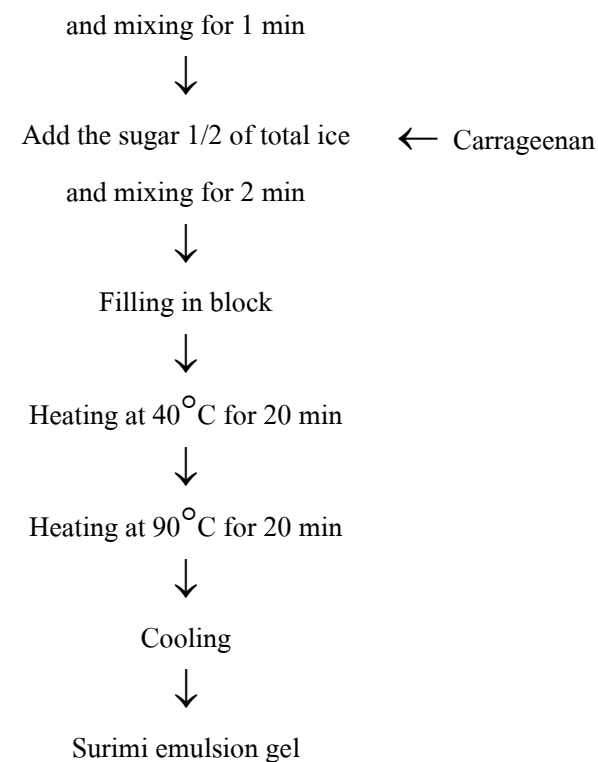 and mixing for 1 min
↓
Add the sugar 1/2 of total ice ← Carrageenan
and mixing for 2 min
↓
Filling in block
↓
Heating at 40°C for 20 min
↓
Heating at 90°C for 20 min
↓
Cooling
↓
Surimi emulsion gel